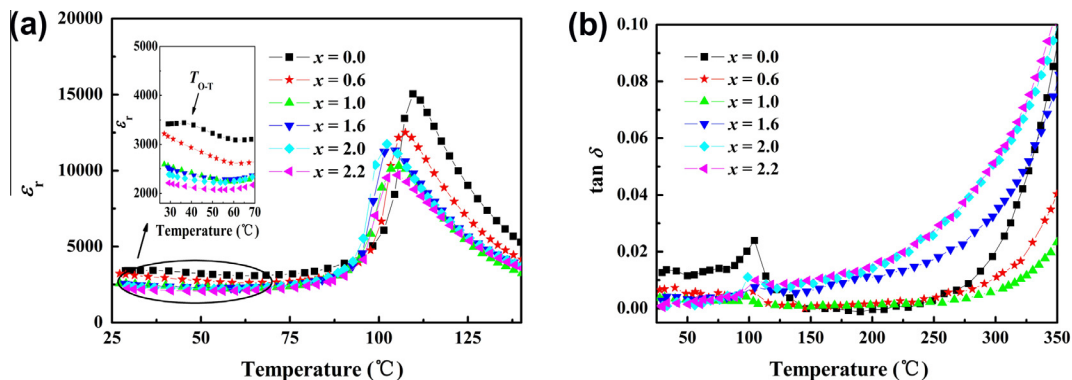 (a)
20000
15000
10000
5000
0
εr
25 50 75 100 125
Temperature (℃)
x = 0.0
x = 0.6
x = 1.0
x = 1.6
x = 2.0
x = 2.2
5000
4000
3000
2000
εr
TO-T
30 40 50 60 70
Temperature (℃)
(b)
0.10
0.08
0.06
0.04
0.02
0.00
tan δ
50 100 150 200 250 300 350
Temperature (℃)
x = 0.0
x = 0.6
x = 1.0
x = 1.6
x = 2.0
x = 2.2